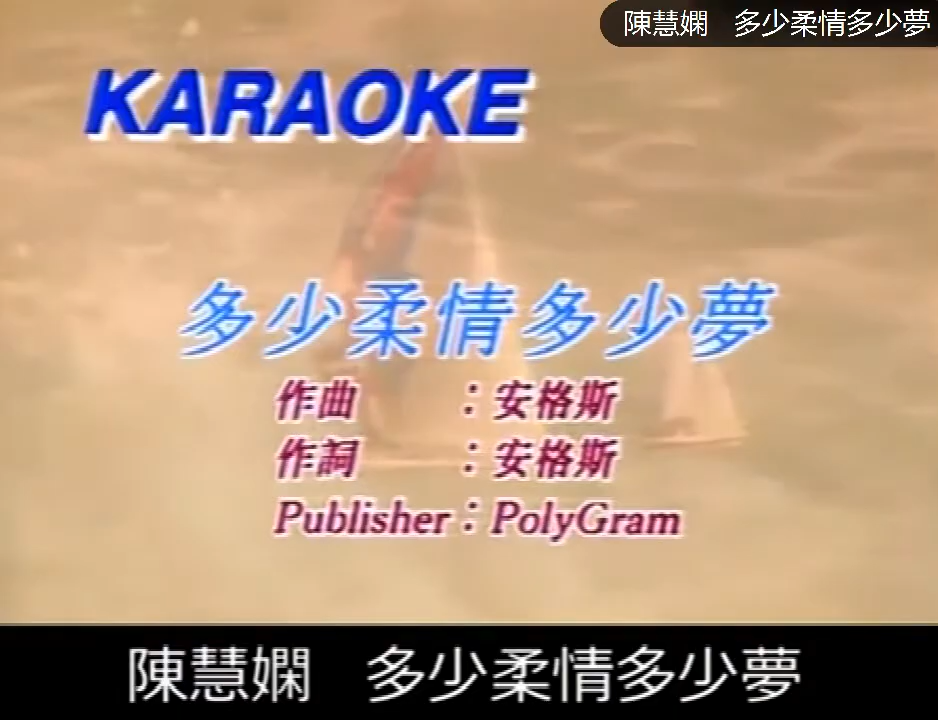 陳慧嫻 多少柔情多少夢
KARAOKE
多少柔情多少夢
作曲 ：安格斯
作詞 ：安格斯
Publisher：PolyGram
陳慧嫻 多少柔情多少夢